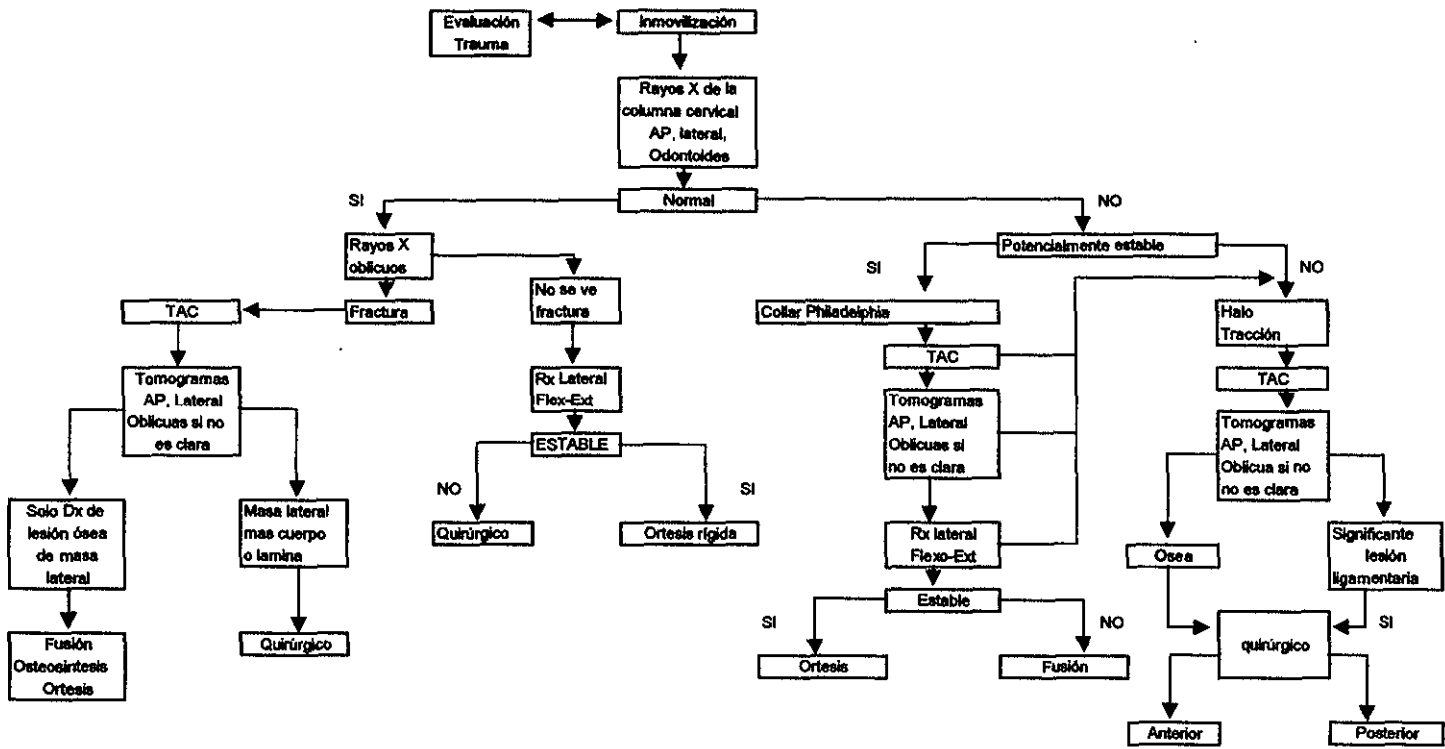 Evaluación
Trauma
Inmovilización
Rayos X de la
columna cervical
AP, lateral,
Odontoides
SI
Normal
NO
Rayos X
oblicuos
Potencialmente estable
SI
NO
TAC
Fractura
No se ve
fractura
Collar Philadelphia
Halo
Tracción
TAC
TAC
Tomogramas
AP, Lateral
Oblicuas si no
es clara
Rx Lateral
Flex-Ext
Tomogramas
AP, Lateral
Oblicuas si
no es clara
Tomogramas
AP, Lateral
Oblicua si no
no es clara
ESTABLE
NO
SI
Solo Dx de
lesión ósea
de masa
lateral
Masa lateral
mas cuerpo
o lamina
Quirúrgico
Ortesis rígida
Rx lateral
Flexo-Ext
Osea
Significante
lesión
ligamentaria
Estable
SI
NO
SI
Fusión
Osteosintesis
Ortesis
Quirúrgico
Ortesis
Fusión
quirúrgico
Anterior
Posterior